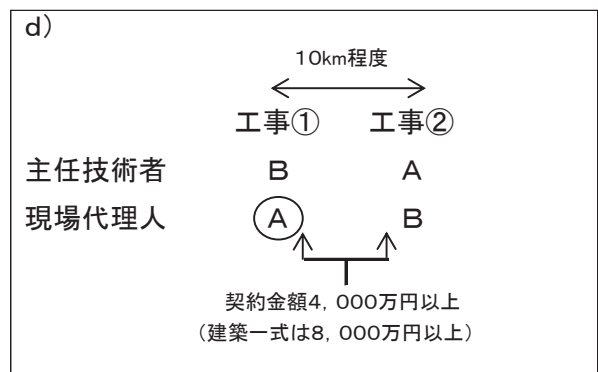 d）
10km程度
工事① 工事②
主任技術者 B A
現場代理人 A B
契約金額4，000万円以上
（建築一式は8，000万円以上）